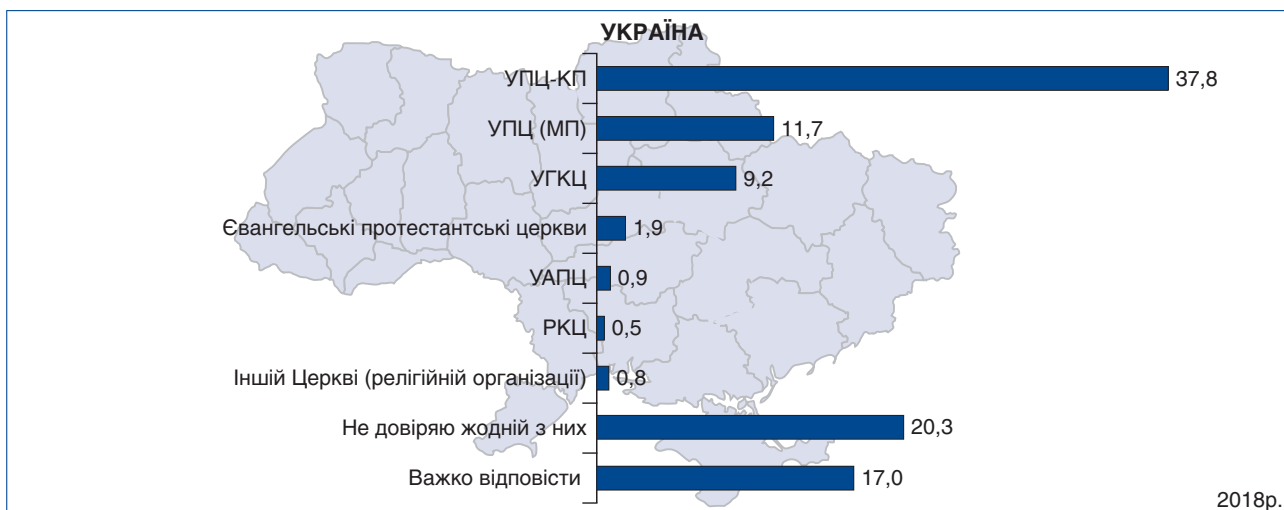 УКРАЇНА
УПЦ-КП 37,8
УПЦ (МП) 11,7
УГКЦ 9,2
Євангельські протестантські церкви 1,9
УАПЦ 0,9
РКЦ 0,5
Іншій Церкві (релігійній організації) 0,8
Не довіряю жодній з них 20,3
Важко відповісти 17,0
2018р.